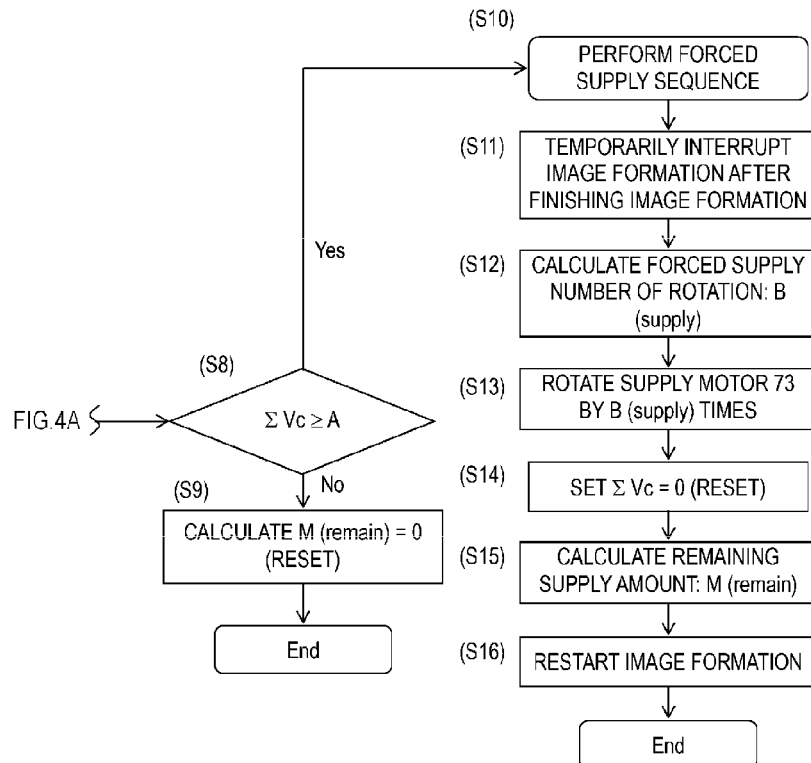 (S10)
PERFORM FORCED
SUPPLY SEQUENCE
(S11)
TEMPORARILY INTERRUPT
IMAGE FORMATION AFTER
FINISHING IMAGE FORMATION
Yes
(S12)
CALCULATE FORCED SUPPLY
NUMBER OF ROTATION: B
(supply)
(S8)
FIG.4A
Σ Vc ≥ A
(S13)
ROTATE SUPPLY MOTOR 73
BY B (supply) TIMES
No
(S9)
CALCULATE M (remain) = 0
(RESET)
End
(S14)
SET Σ Vc = 0 (RESET)
(S15)
CALCULATE REMAINING
SUPPLY AMOUNT: M (remain)
(S16)
RESTART IMAGE FORMATION
End